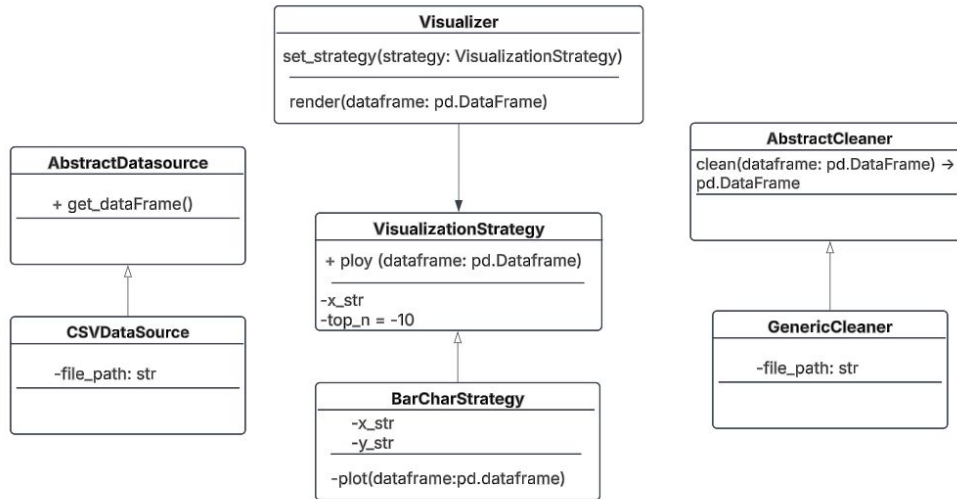 Visualizer
set_strategy(strategy: VisualizationStrategy)
render(dataframe: pd.DataFrame)
AbstractDatasource
+ get_dataFrame()
CSVDataSource
-file_path: str
VisualizationStrategy
+ ploy (dataframe: pd.Dataframe)
-x_str
-top_n = -10
BarCharStrategy
-x_str
-y_str
-plot(dataframe:pd.dataframe)
AbstractCleaner
clean(dataframe: pd.DataFrame) →
pd.DataFrame
GenericCleaner
-file_path: str